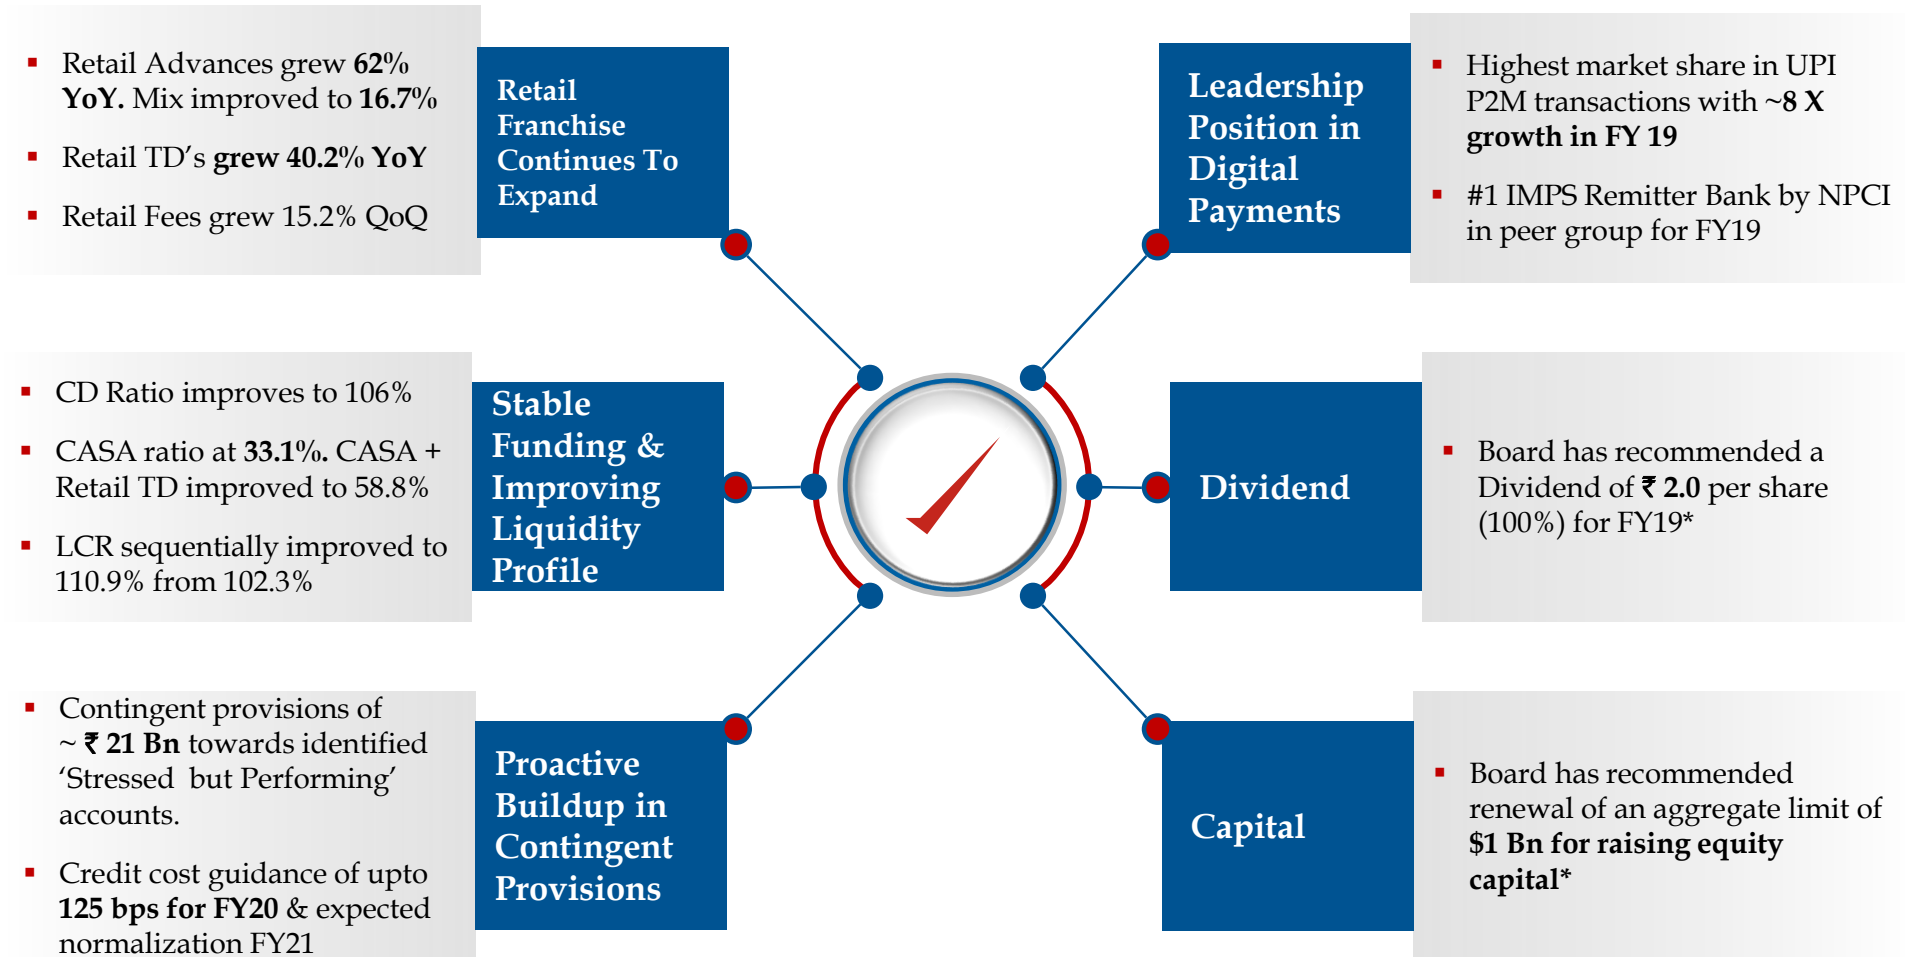 ▪ Retail Advances grew 62%
YoY. Mix improved to 16.7%
▪ Retail TD’s grew 40.2% YoY
▪ Retail Fees grew 15.2% QoQ
Retail
Franchise
Continues To
Expand
Leadership
Position in
Digital
Payments
▪ Highest market share in UPI
P2M transactions with ~8 X
growth in FY 19
▪ #1 IMPS Remitter Bank by NPCI
in peer group for FY19
▪ CD Ratio improves to 106%
▪ CASA ratio at 33.1%. CASA +
Retail TD improved to 58.8%
▪ LCR sequentially improved to
110.9% from 102.3%
Stable
Funding &
Improving
Liquidity
Profile
Dividend
▪ Board has recommended a
Dividend of ₹ 2.0 per share
(100%) for FY19*
▪ Contingent provisions of
~ ₹ 21 Bn towards identified
‘Stressed but Performing’
accounts.
▪ Credit cost guidance of upto
125 bps for FY20 & expected
normalization FY21
Proactive
Buildup in
Contingent
Provisions
Capital
▪ Board has recommended
renewal of an aggregate limit of
$1 Bn for raising equity
capital*